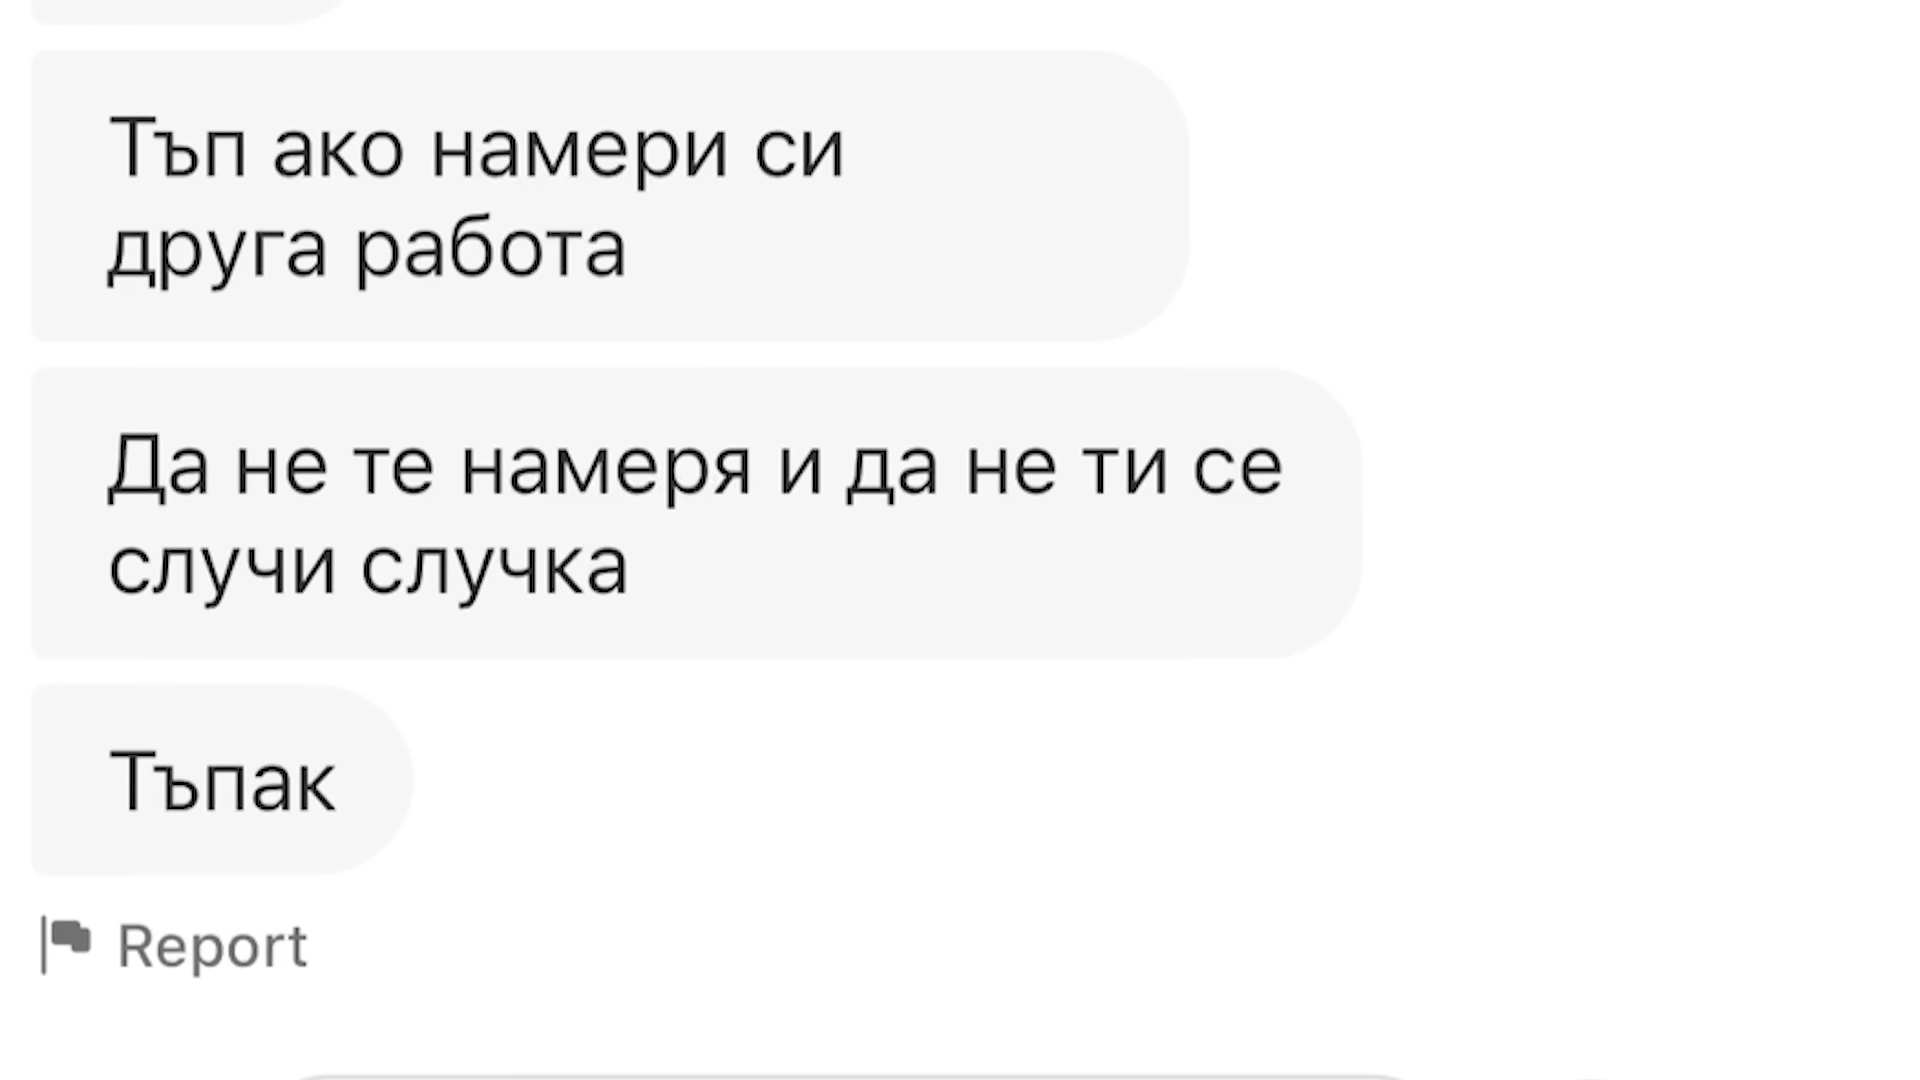 Тъп ако намери си
друга работа
Да не те намеря и да не ти се
случи случка
Тъпак
Report